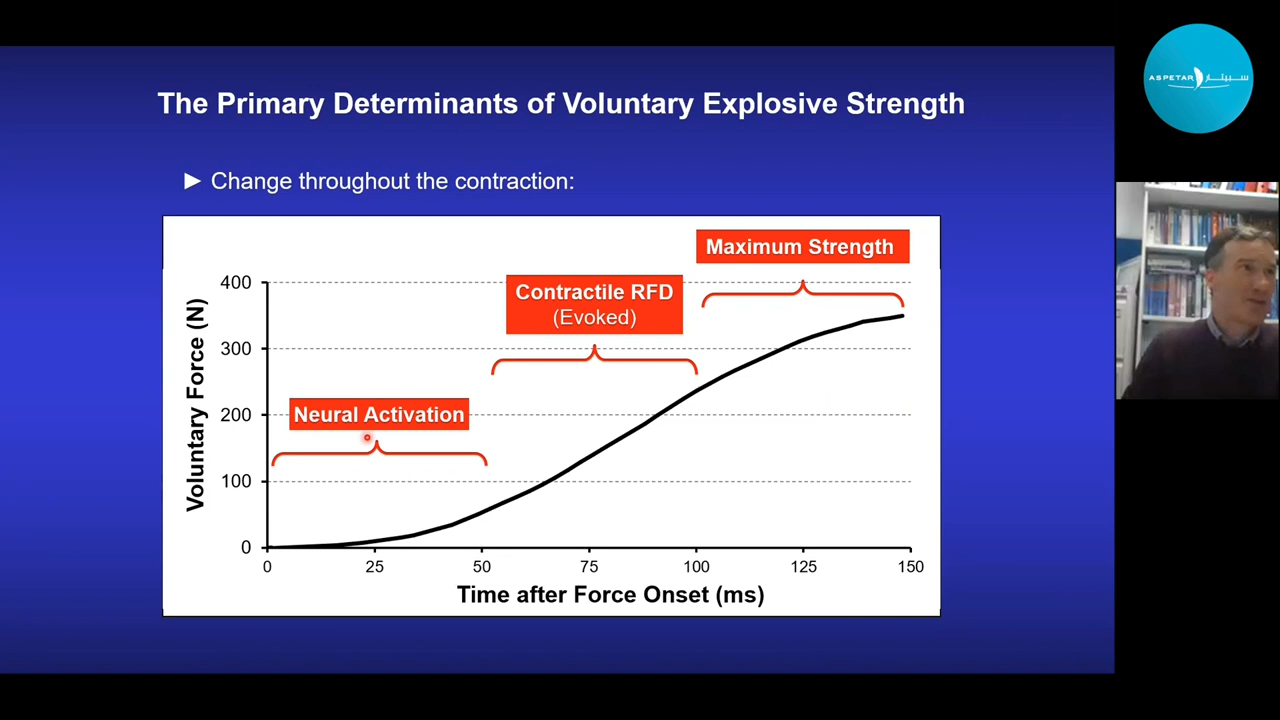 The Primary Determinants of Voluntary Explosive Strength
ASPETAR سبيتار
► Change throughout the contraction:
Maximum Strength
Contractile RFD
(Evoked)
Neural Activation
Voluntary Force (N)
400
300
200
100
0
0 25 50 75 100 125 150
Time after Force Onset (ms)